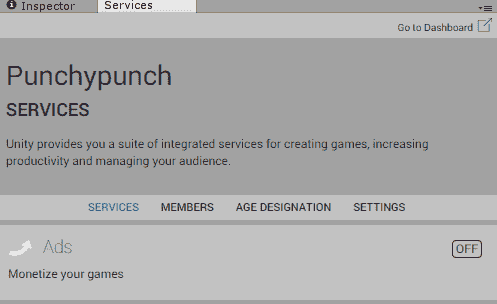 Inspector
Services
Go to Dashboard
Punchypunch
SERVICES
Unity provides you a suite of integrated services for creating games, increasing
productivity and managing your audience.
SERVICES MEMBERS AGE DESIGNATION SETTINGS
Ads
OFF
Monetize your games